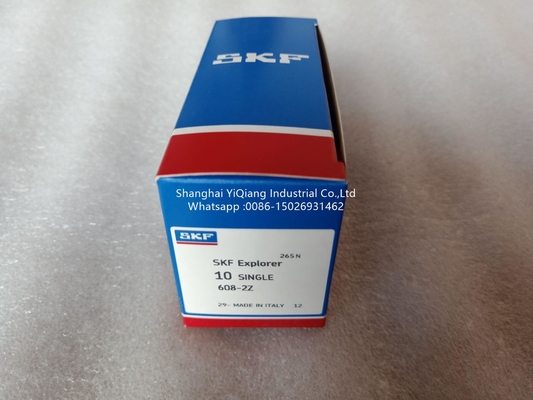 SKF
Shanghai YiQiang Industrial Co.,Ltd
Whatsapp :0086-15026931462
SKF
265N
SKF Explorer
10 SINGLE
608-2Z
29- MADE IN ITALY 12